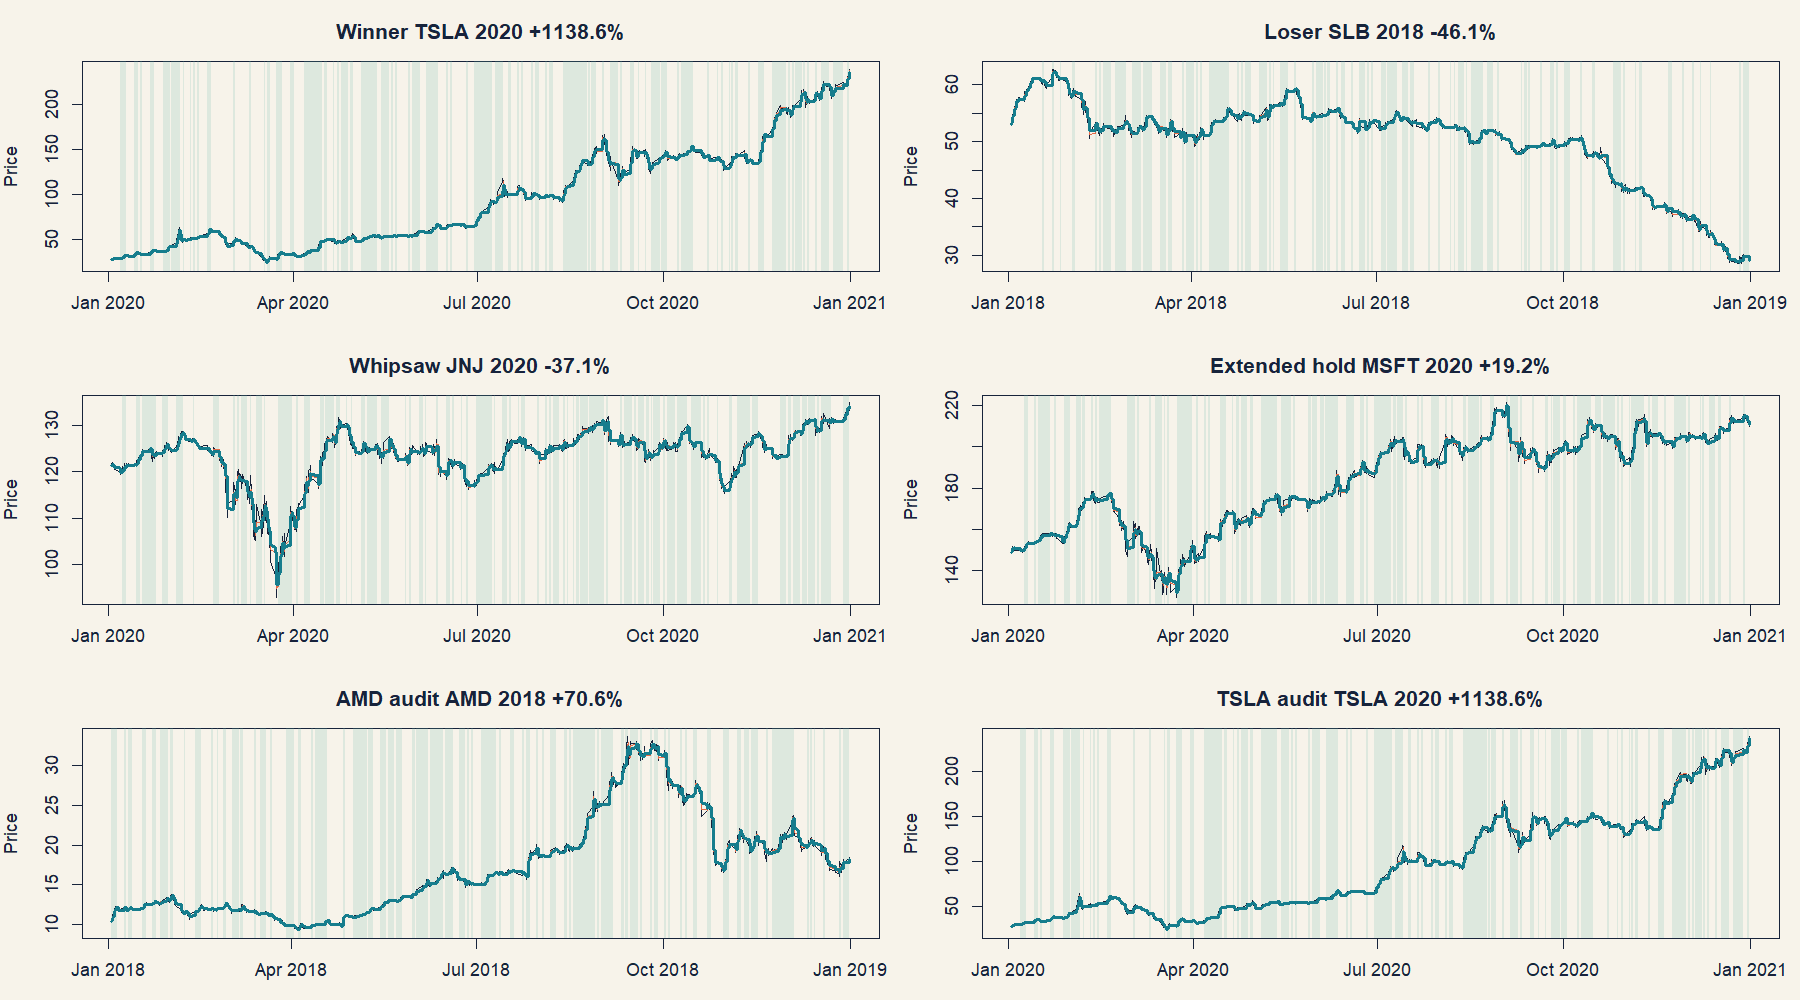 Winner TSLA 2020 +1138.6%
Price
200
150
100
50
Jan 2020 Apr 2020 Jul 2020 Oct 2020 Jan 2021
Loser SLB 2018 -46.1%
Price
60
50
40
30
Jan 2018 Apr 2018 Jul 2018 Oct 2018 Jan 2019
Whipsaw JNJ 2020 -37.1%
Price
130
120
110
100
Jan 2020 Apr 2020 Jul 2020 Oct 2020 Jan 2021
Extended hold MSFT 2020 +19.2%
Price
220
180
140
Jan 2020 Apr 2020 Jul 2020 Oct 2020 Jan 2021
AMD audit AMD 2018 +70.6%
Price
30
25
20
15
10
Jan 2018 Apr 2018 Jul 2018 Oct 2018 Jan 2019
TSLA audit TSLA 2020 +1138.6%
Price
200
150
100
50
Jan 2020 Apr 2020 Jul 2020 Oct 2020 Jan 2021